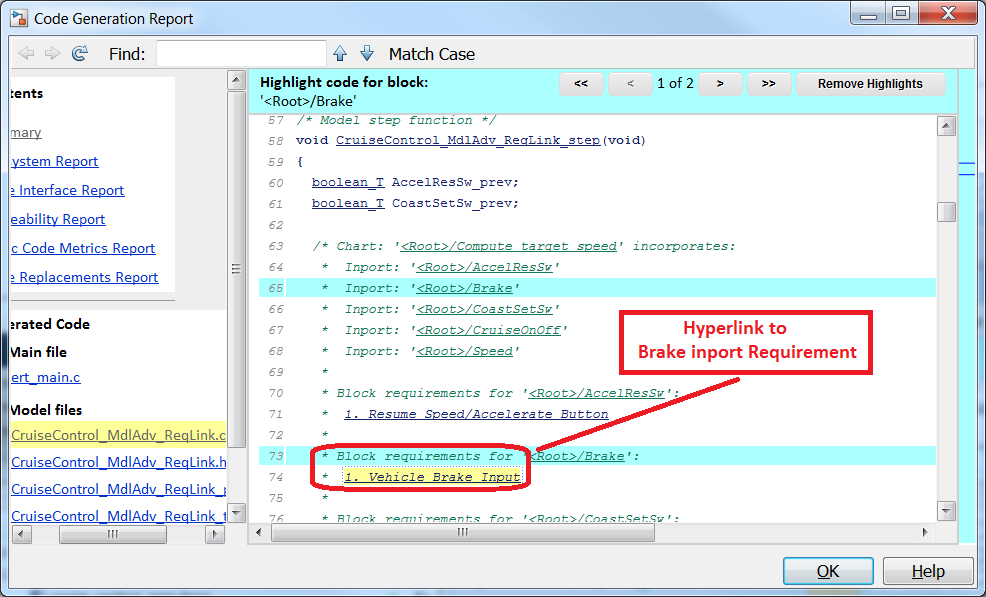 Code Generation Report
Find:
Match Case
tents
mary
ystem Report
e Interface Report
eability Report
c Code Metrics Report
e Replacements Report
erated Code
Main file
ert_main.c
Model files
CruiseControl_MdlAdv_ReqLink.c
CruiseControl_MdlAdv_ReqLink.h
CruiseControl_MdlAdv_ReqLink_
CruiseControl_MdlAdv_ReqLink_t
Highlight code for block:
'<Root>/Brake'
<< < 1 of 2 > >> Remove Highlights
57 /* Model step function */
58 void CruiseControl_MdlAdv_ReqLink_step(void)
59 {
60 boolean_T AccelResSw_prev;
61 boolean_T CoastSetSw_prev;
62
63 /* Chart: '<Root>/Compute target speed' incorporates:
64 * Inport: '<Root>/AccelResSw'
65 * Inport: '<Root>/Brake'
66 * Inport: '<Root>/CoastSetSw'
67 * Inport: '<Root>/CruiseOnOff'
68 * Inport: '<Root>/Speed'
69 *
70 * Block requirements for '<Root>/AccelResSw':
71 * 1. Resume Speed/Accelerate Button
72 *
73 * Block requirements for '<Root>/Brake':
74 * 1. Vehicle Brake Input
75 *
76 * Block requirements for '<Root>/CoastSetSw':
Hyperlink to
Brake inport Requirement
OK
Help